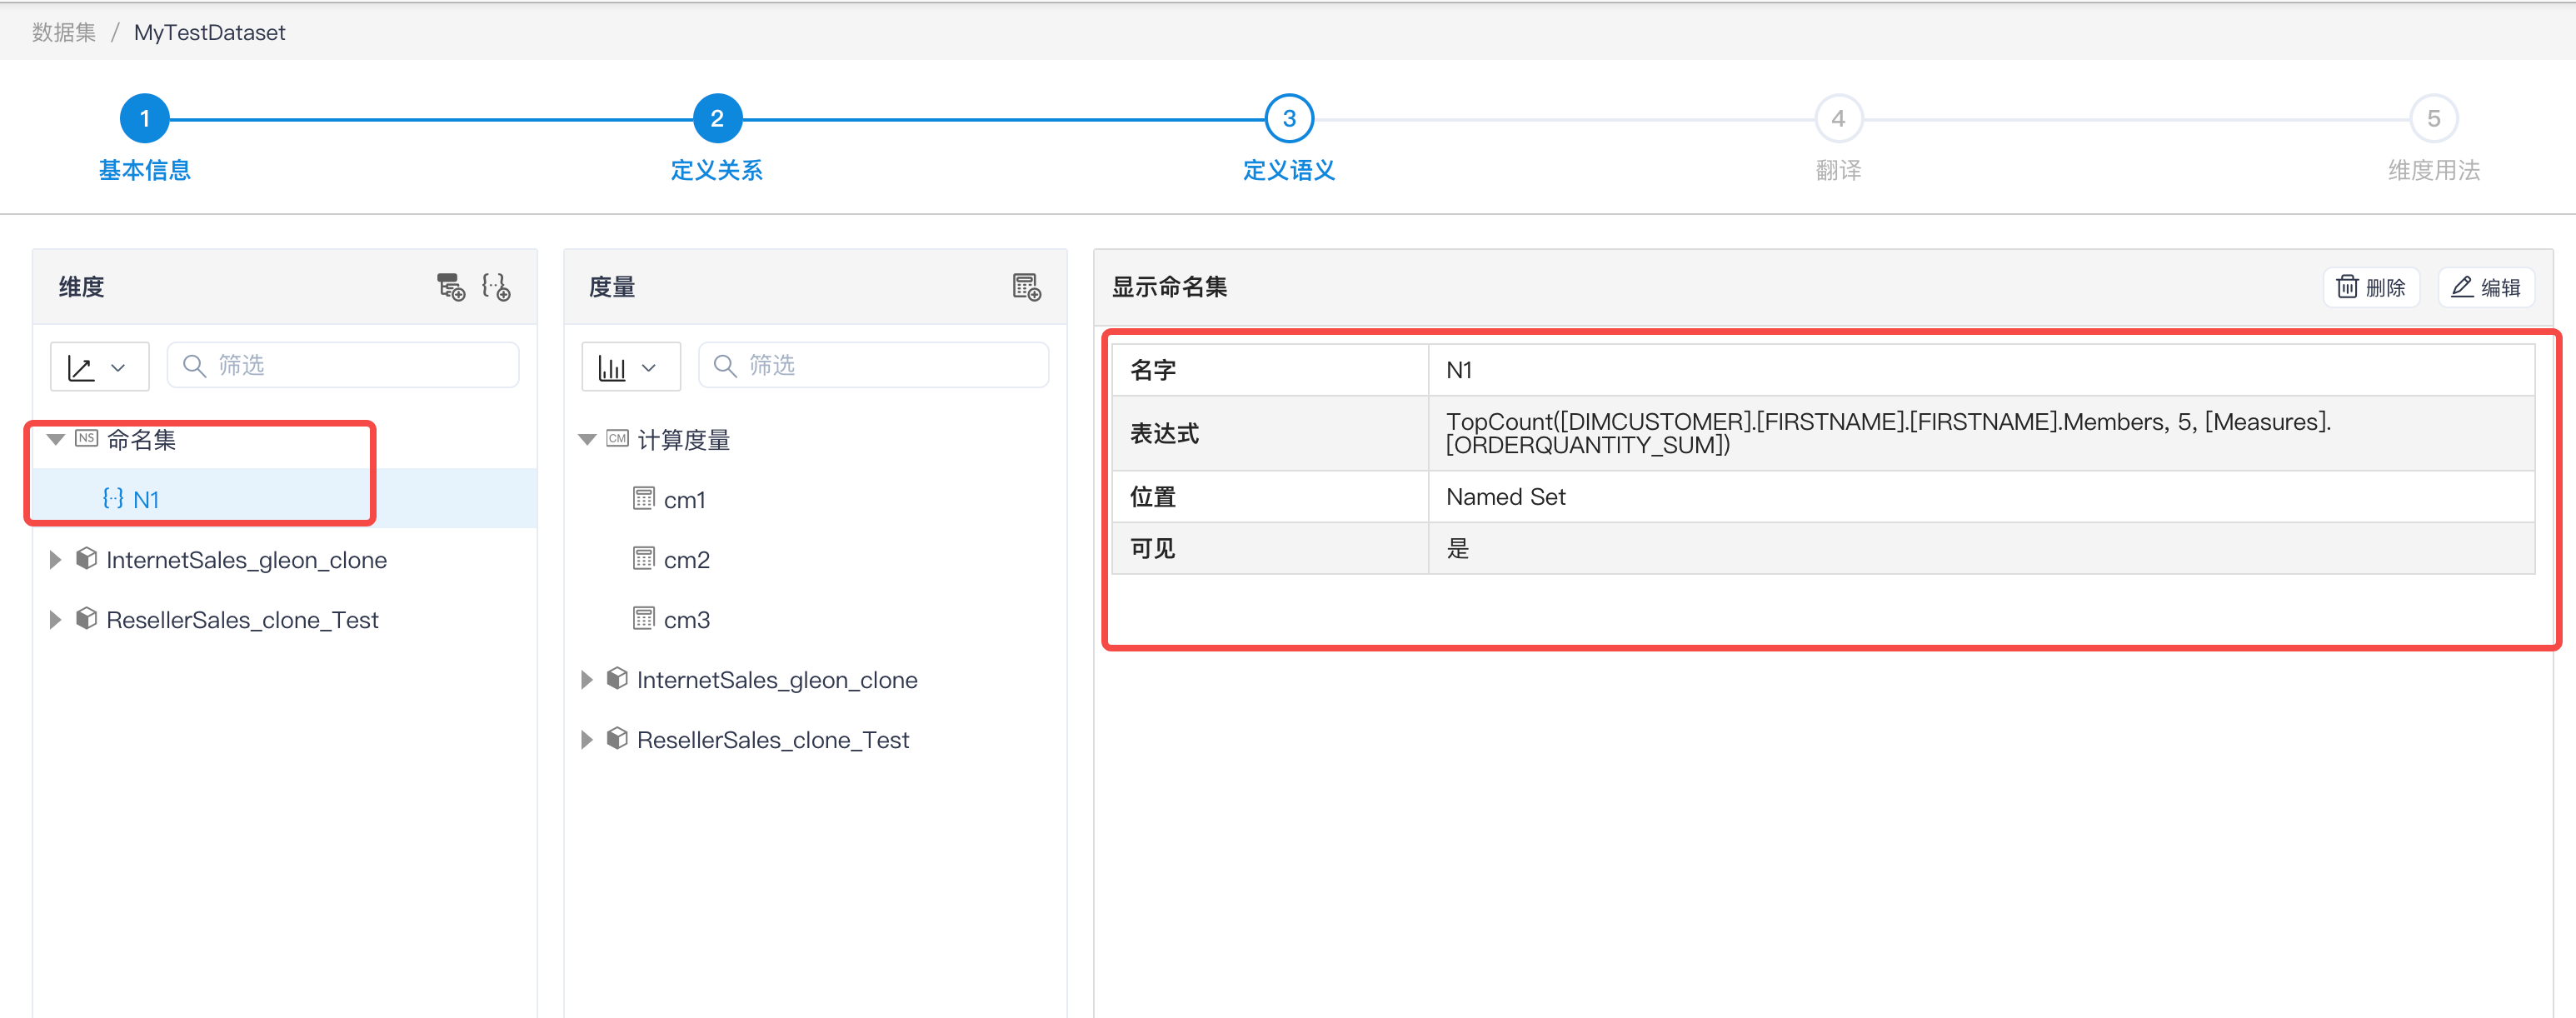 数据集 / MyTestDataset
1
2
3
4
5
基本信息
定义关系
定义语义
翻译
维度用法
维度
筛选
NS 命名集
N1
InternetSales_gleon_clone
ResellerSales_clone_Test
度量
筛选
CM 计算度量
cm1
cm2
cm3
InternetSales_gleon_clone
ResellerSales_clone_Test
显示命名集
删除
编辑
名字 N1
表达式 TopCount([DIMCUSTOMER].[FIRSTNAME].[FIRSTNAME].Members, 5, [Measures].
[ORDERQUANTITY_SUM])
位置 Named Set
可见 是